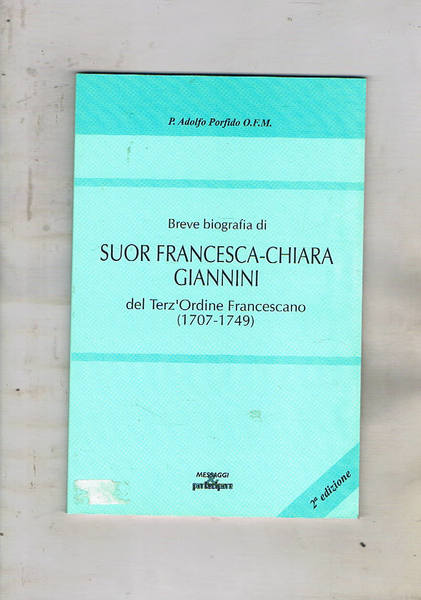 P. Adolfo Porfido O.F.M.
Breve biografia di
SUOR FRANCESCA-CHIARA
GIANNINI
del Terz'Ordine Francescano
(1707-1749)
MESSAGGI
&
2ª edizione